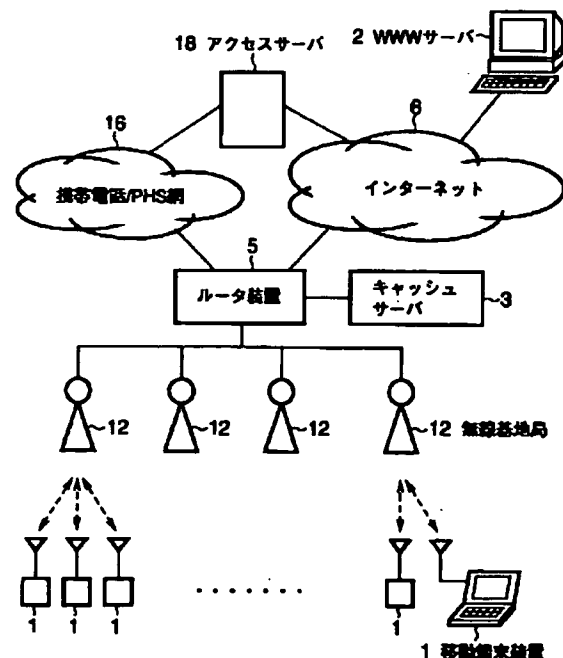 18 アクセスサーバ
2 WWWサーバ
16
6
携帯電話/PHS網
インターネット
5
ルータ装置
キャッシュ
サーバ
3
12
12
12
12 無線基地局
1
1
1
.......
1
1 移動端末装置